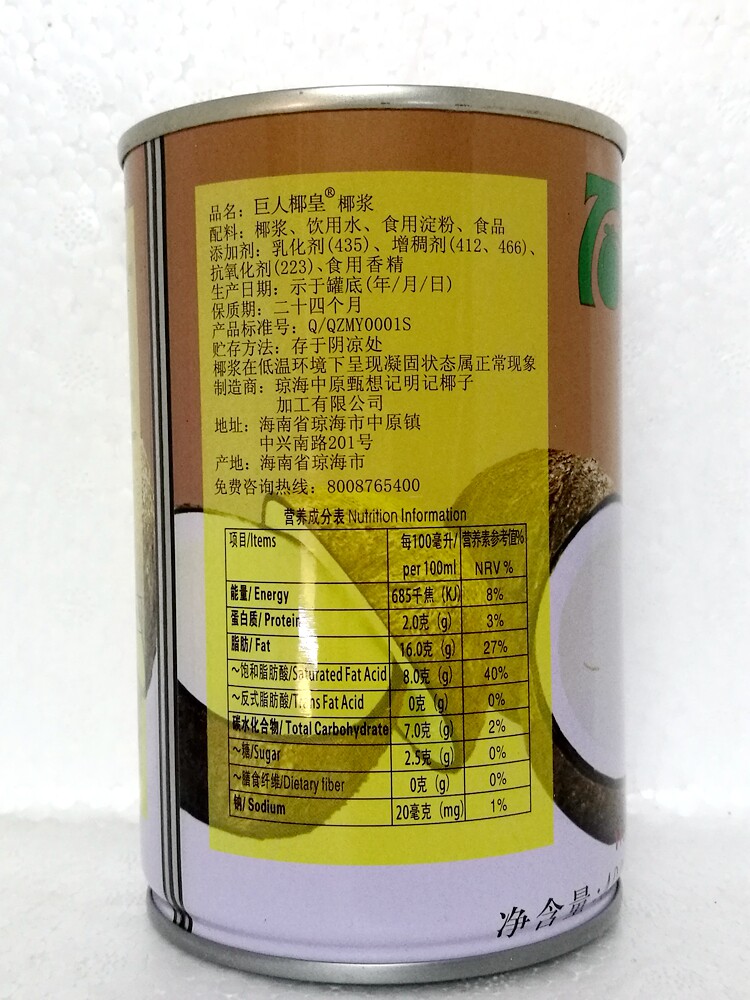 品名：巨人椰皇® 椰浆
配料：椰浆、饮用水、食用淀粉、食品
添加剂：乳化剂(435)、增稠剂(412、466)、
抗氧化剂(223)、食用香精
生产日期：示于罐底(年/月/日)
保质期：二十四个月
产品标准号：Q/QZMY0001S
贮存方法：存于阴凉处
椰浆在低温环境下呈现凝固状态属正常现象
制造商：琼海中原甄想记明记椰子
加工有限公司
地址：海南省琼海市中原镇
中兴南路201号
产地：海南省琼海市
免费咨询热线：8008765400
营养成分表 Nutrition Information
项目/Items 每100毫升/ per 100ml 营养素参考值% NRV %
能量/ Energy 685千焦 (KJ) 8%
蛋白质/ Protein 2.0克 (g) 3%
脂肪/ Fat 16.0克 (g) 27%
～饱和脂肪酸/Saturated Fat Acid 8.0克 (g) 40%
～反式脂肪酸/Trans Fat Acid 0克 (g) 0%
碳水化合物/ Total Carbohydrate 7.0克 (g) 2%
～糖/Sugar 2.5克 (g) 0%
～膳食纤维/Dietary fiber 0克 (g) 0%
钠/ Sodium 20毫克 (mg) 1%
净含量: